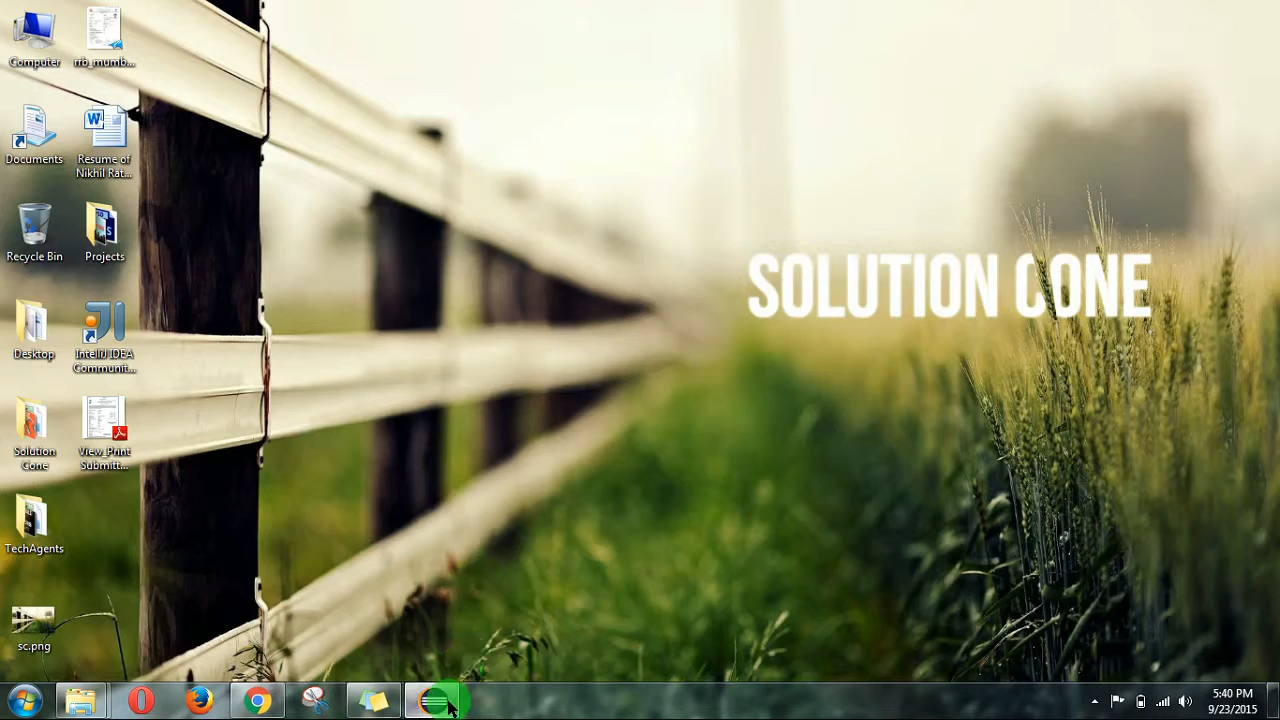 Computer
rrb_mumb...
Documents
Resume of
Nikhil Rat...
Recycle Bin
Projects
Desktop
IntelliJ IDEA
Communit...
Solution
Cone
View_Print
Submitt...
TechAgents
sc.png
SOLUTION CONE
5:40 PM
9/23/2015